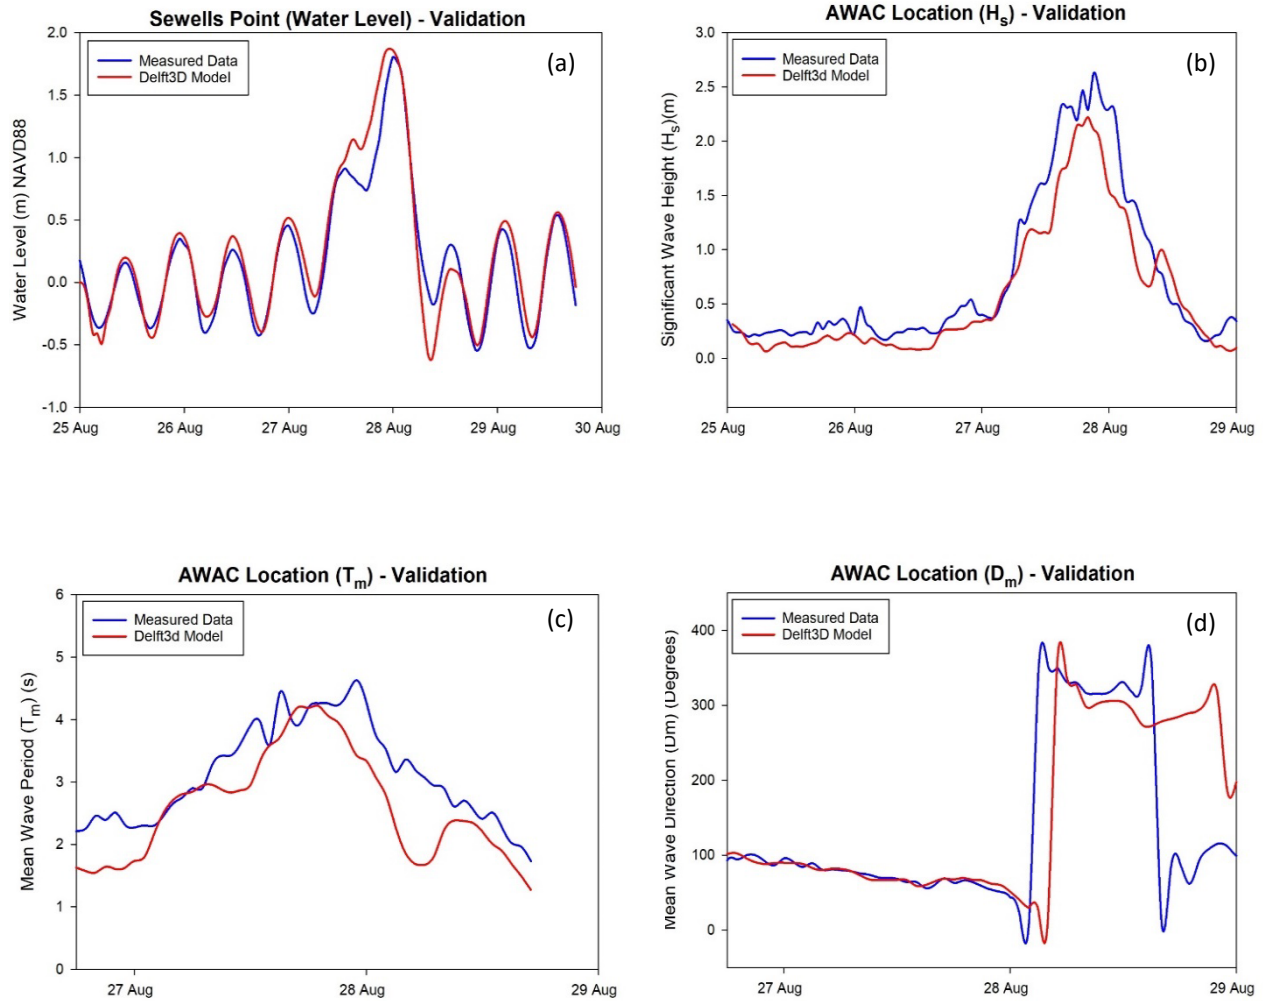 Sewells Point (Water Level) - Validation
Measured Data
Delft3D Model
(a)
Water Level (m) NAVD88
2.0
1.5
1.0
0.5
0.0
-0.5
-1.0
25 Aug 26 Aug 27 Aug 28 Aug 29 Aug 30 Aug
AWAC Location (Hs) - Validation
Measured Data
Delft3d Model
(b)
Significant Wave Height (Hs)(m)
3.0
2.5
2.0
1.5
1.0
0.5
0.0
25 Aug 26 Aug 27 Aug 28 Aug 29 Aug
AWAC Location (Tm) - Validation
Measured Data
Delft3d Model
(c)
Mean Wave Period (Tm) (s)
6
5
4
3
2
1
0
27 Aug 28 Aug 29 Aug
AWAC Location (Dm) - Validation
Measured Data
Delft3D Model
(d)
Mean Wave Direction (Dm) (Degrees
400
300
200
100
0
27 Aug 28 Aug 29 Aug